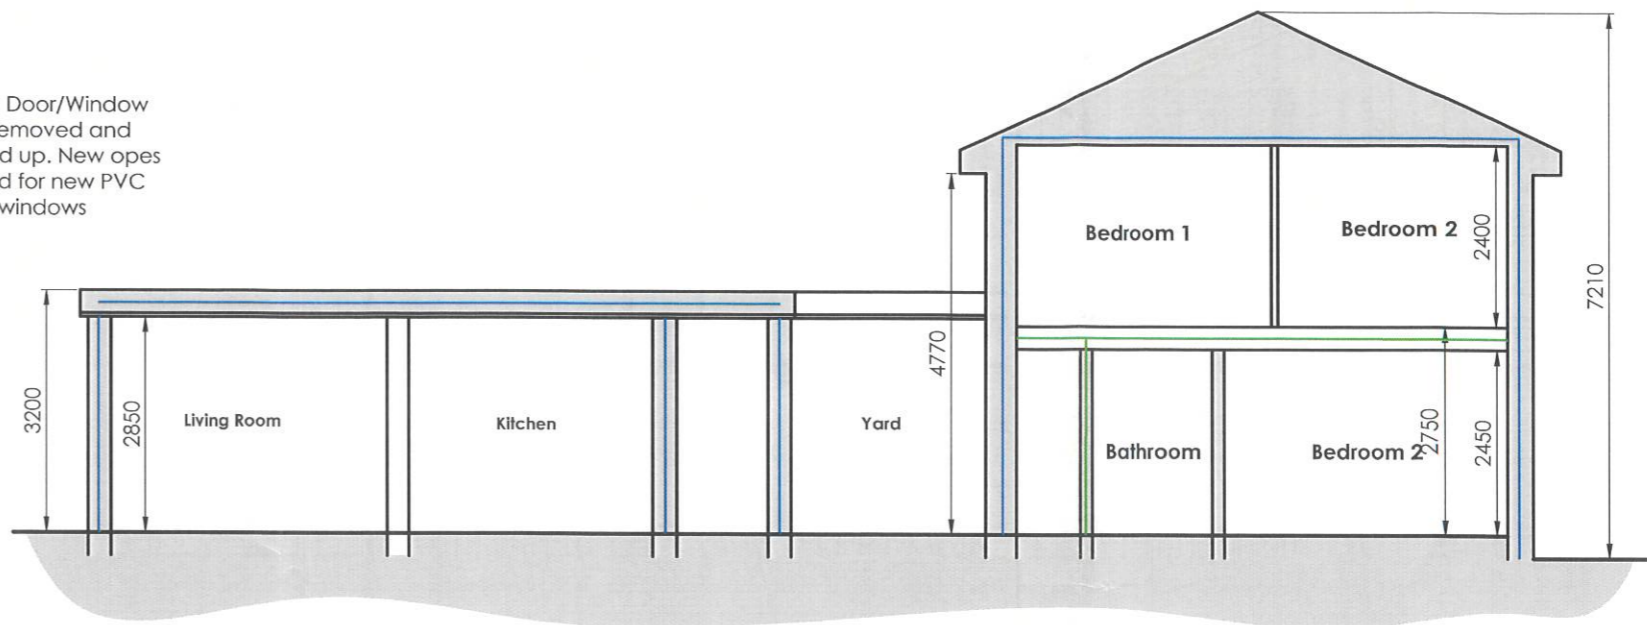 Door/Window
emoved and
d up. New opes
d for new PVC
windows
Bedroom 1
Bedroom 2
2400
7210
4770
3200
2850
Living Room
Kitchen
Yard
Bathroom
Bedroom 2
2750
2450